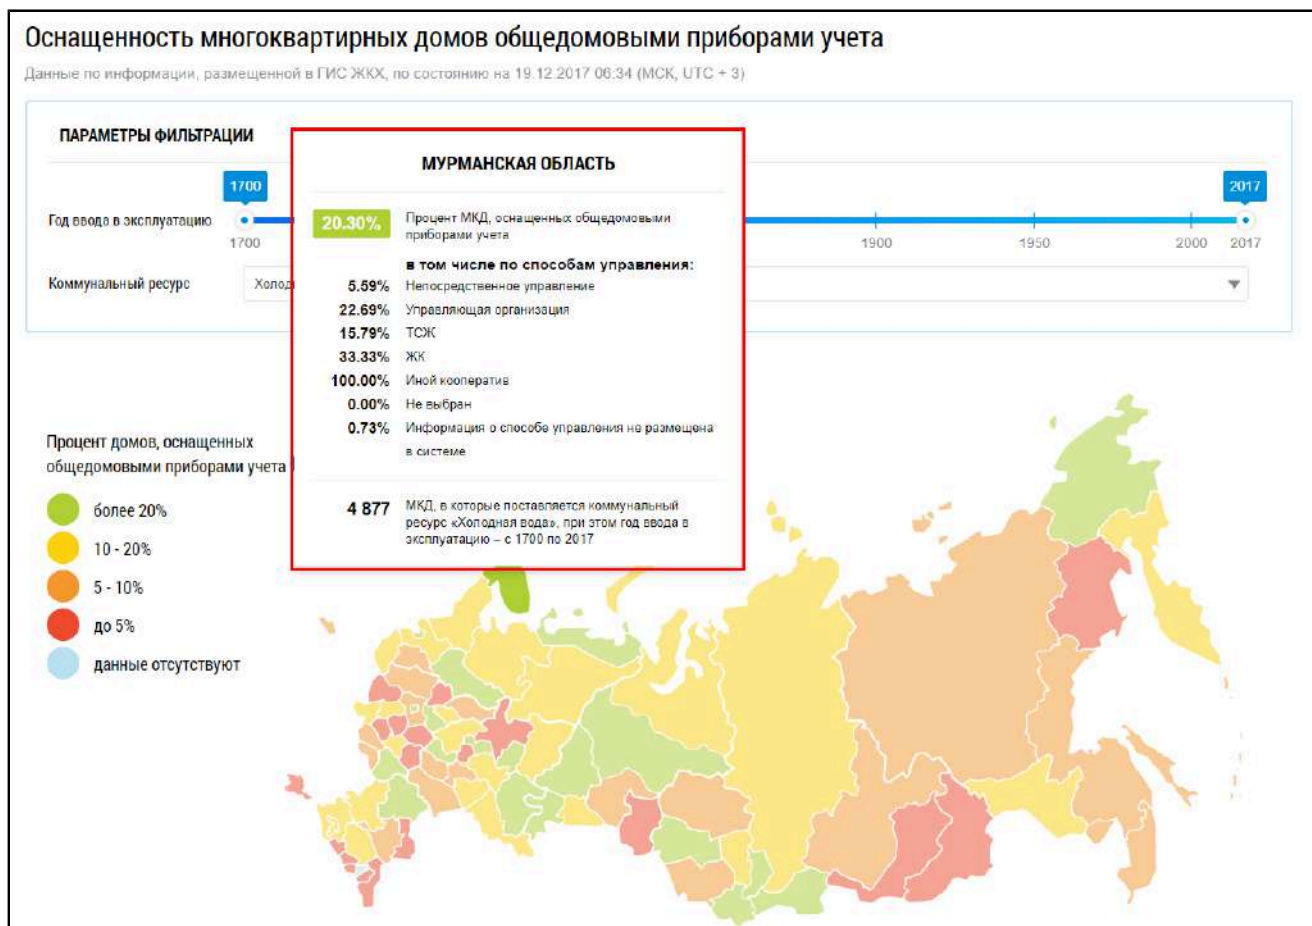 Оснащенность многоквартирных домов общедомовыми приборами учета
Данные по информации, размещенной в ГИС ЖКХ, по состоянию на 19.12.2017 06:34 (МСК, UTC + 3)
ПАРАМЕТРЫ ФИЛЬТРАЦИИ
1700
2017
Год ввода в эксплуатацию
1700
1900
1950
2000
2017
Коммунальный ресурс
МУРМАНСКАЯ ОБЛАСТЬ
20.30% Процент МКД, оснащенных общедомовыми
приборами учета
в том числе по способам управления:
5.59% Непосредственное управление
22.69% Управляющая организация
15.79% ТСЖ
33.33% ЖК
100.00% Иной кооператив
0.00% Не выбран
0.73% Информация о способе управления не размещена
в системе
4 877 МКД, в которые поставляется коммунальный
ресурс «Холодная вода», при этом год ввода в
эксплуатацию – с 1700 по 2017
Процент домов, оснащенных
общедомовыми приборами учета
более 20%
10 - 20%
5 - 10%
до 5%
данные отсутствуют